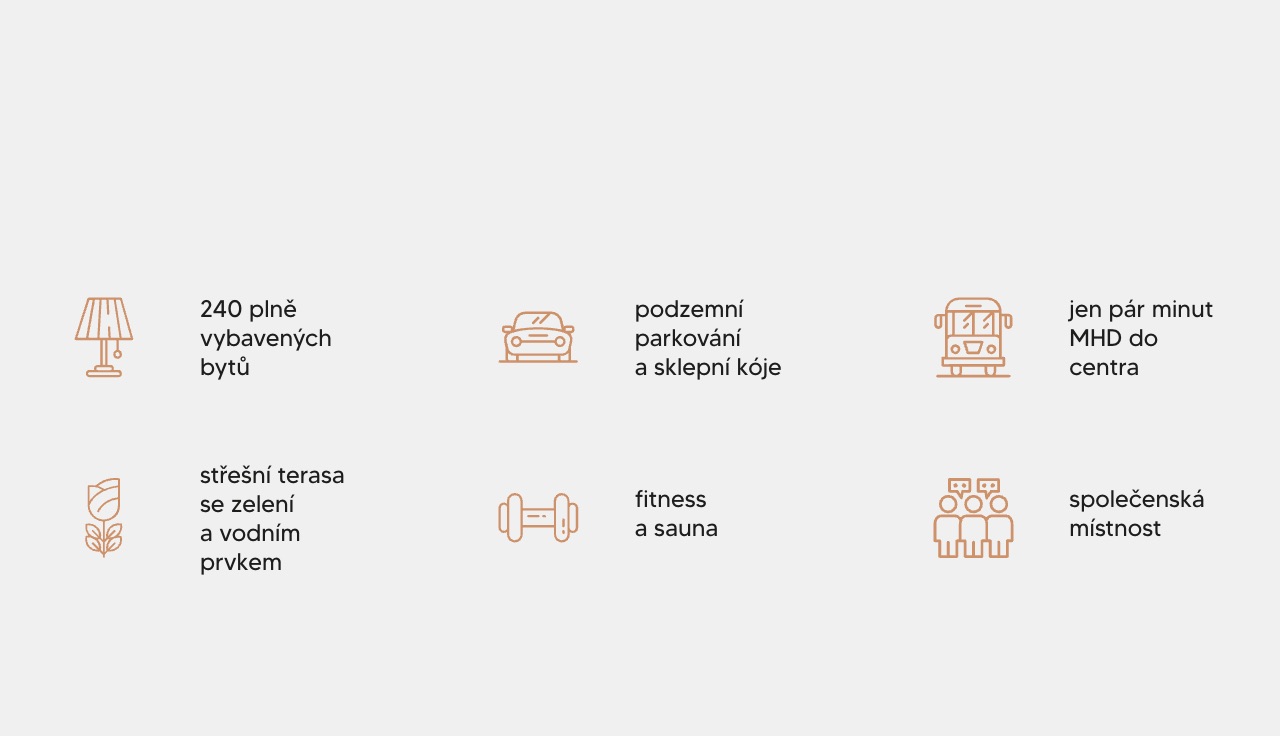 240 plně
vybavených
bytů
podzemní
parkování
a sklepní kóje
jen pár minut
MHD do
centra
střešní terasa
se zelení
a vodním
prvkem
fitness
a sauna
společenská
místnost